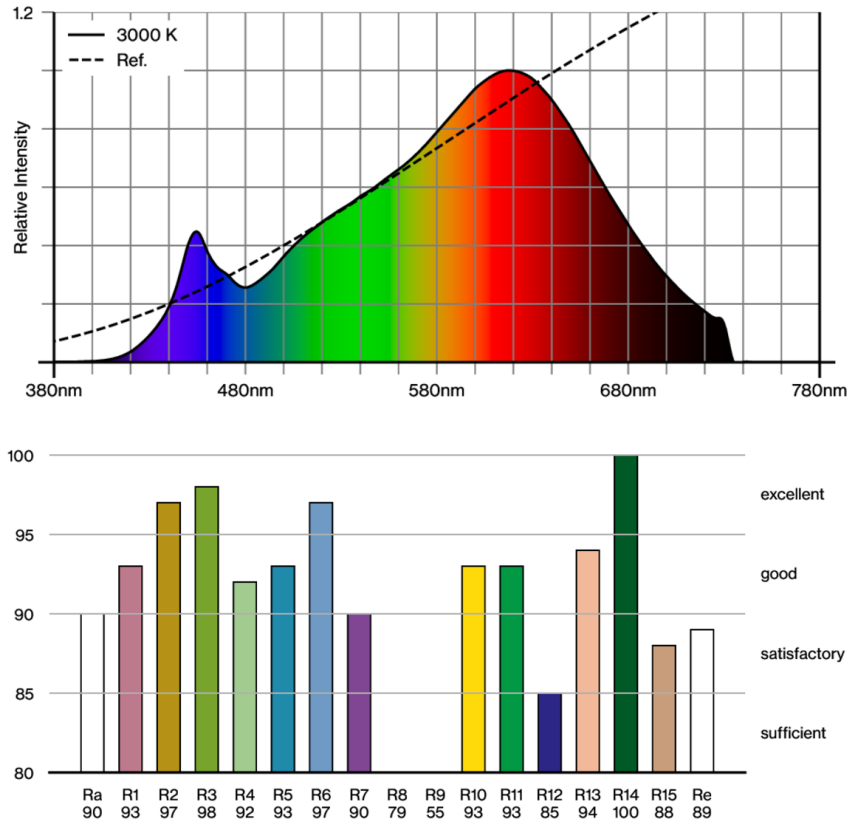 1.2
3000 K
Ref.
Relative Intensity
380nm 480nm 580nm 680nm 780nm
100
excellent
95
good
90
satisfactory
85
sufficient
80
Ra R1 R2 R3 R4 R5 R6 R7 R8 R9 R10 R11 R12 R13 R14 R15 Re
90 93 97 98 92 93 97 90 79 55 93 93 85 94 100 88 89